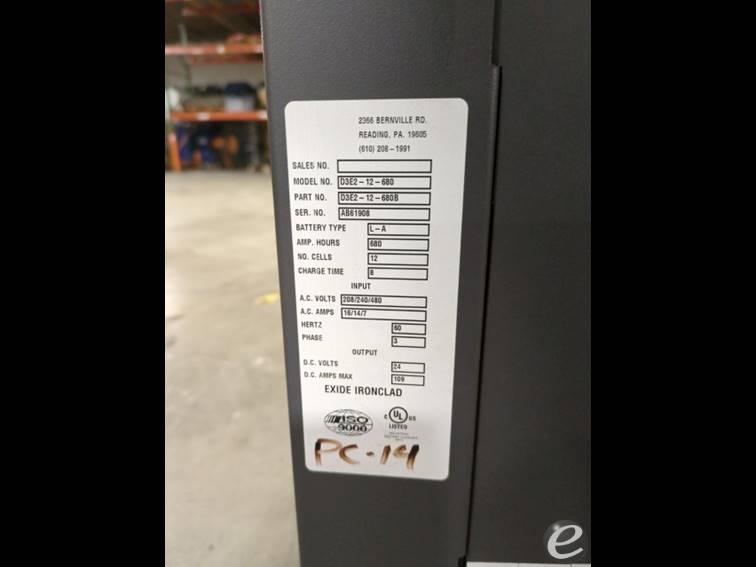 2366 BERNVILLE RD.
READING, PA. 19605
(610) 208-1991
SALES NO.
MODEL NO. D3E2-12-680
PART NO. D3E2-12-680B
SER. NO. AB61908
BATTERY TYPE L-A
AMP. HOURS 680
NO. CELLS 12
CHARGE TIME 8
INPUT
A.C. VOLTS 208/240/480
A.C. AMPS 16/14/7
HERTZ 60
PHASE 3
OUTPUT
D.C. VOLTS 24
D.C. AMPS MAX 109
EXIDE IRONCLAD
ISO 9000
C UL US
LISTED
PC-14
e